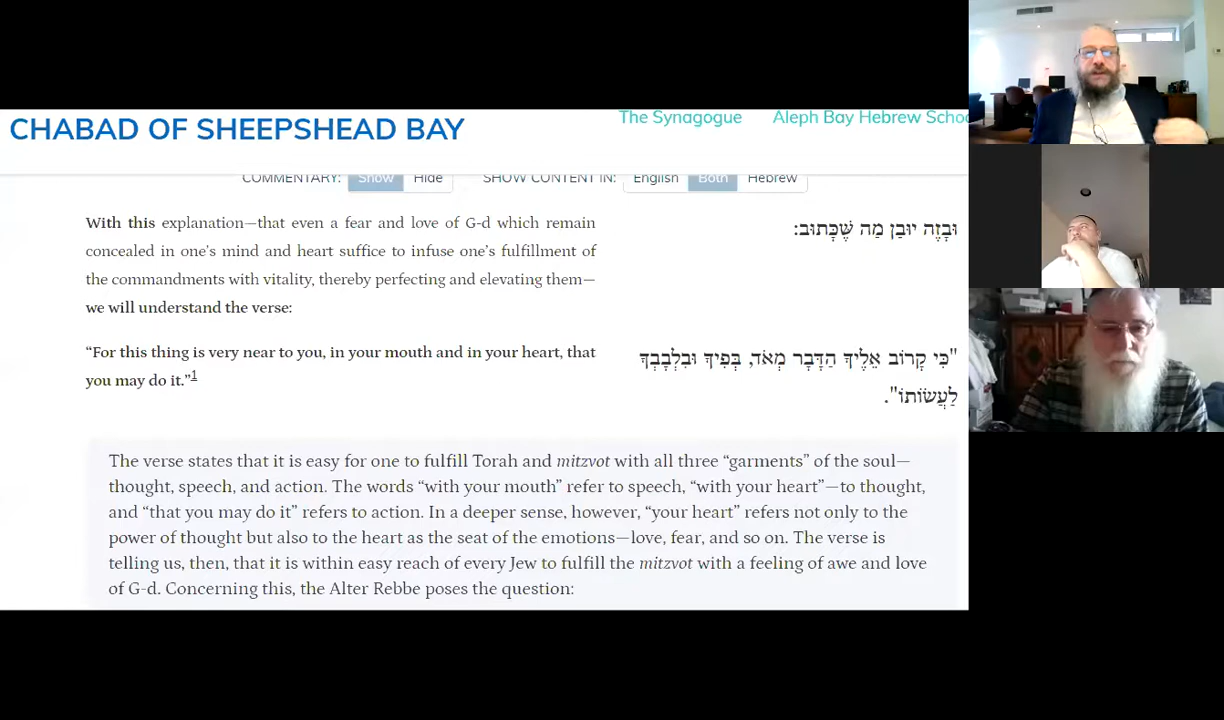 The Synagogue Aleph Bay Hebrew Schoo
CHABAD OF SHEEPSHEAD BAY
COMMENTARY: Show Hide SHOW CONTENT IN: English Both Hebrew
With this explanation—that even a fear and love of G-d which remain
concealed in one's mind and heart suffice to infuse one's fulfillment of
the commandments with vitality, thereby perfecting and elevating them—
we will understand the verse:
וּבָזֶה יוּבַן מַה שֶּׁכָּתוּב:
“For this thing is very near to you, in your mouth and in your heart, that
you may do it.”1
"כִּי קָרוֹב אֵלֶיךָ הַדָּבָר מְאֹד, בְּפִיךָ וּבִלְבָבְךָ
לַעֲשׂוֹתוֹ".
The verse states that it is easy for one to fulfill Torah and mitzvot with all three “garments” of the soul—
thought, speech, and action. The words “with your mouth” refer to speech, “with your heart”—to thought,
and “that you may do it” refers to action. In a deeper sense, however, “your heart” refers not only to the
power of thought but also to the heart as the seat of the emotions—love, fear, and so on. The verse is
telling us, then, that it is within easy reach of every Jew to fulfill the mitzvot with a feeling of awe and love
of G-d. Concerning this, the Alter Rebbe poses the question: